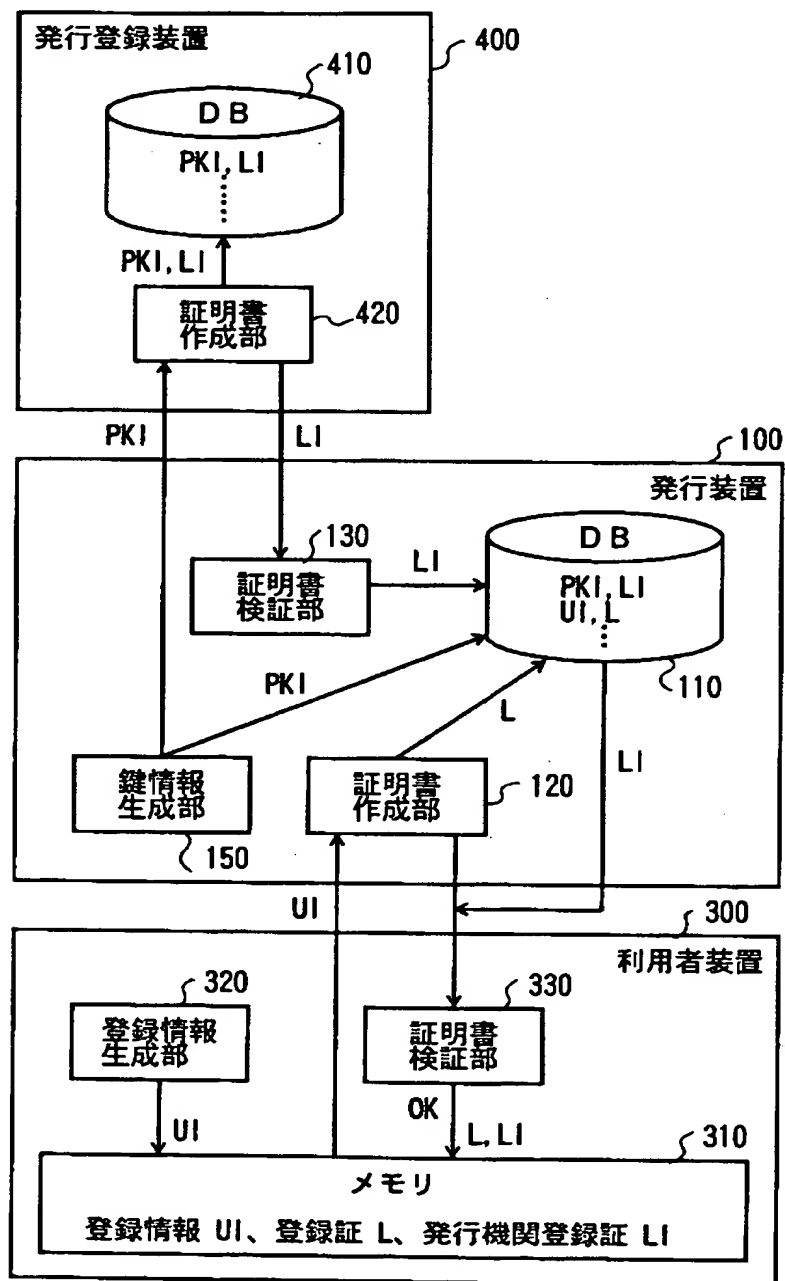 発行登録装置
400
410
DB
PKI, LI
PKI, LI
証明書
作成部
420
PKI
LI
100
発行装置
130
証明書
検証部
LI
DB
PKI, LI
UI, L
110
PKI
L
LI
鍵情報
生成部
150
証明書
作成部
120
UI
300
利用者装置
320
登録情報
生成部
330
証明書
検証部
UI
OK
L, LI
310
メモリ
登録情報 UI、登録証 L、発行機関登録証 LI